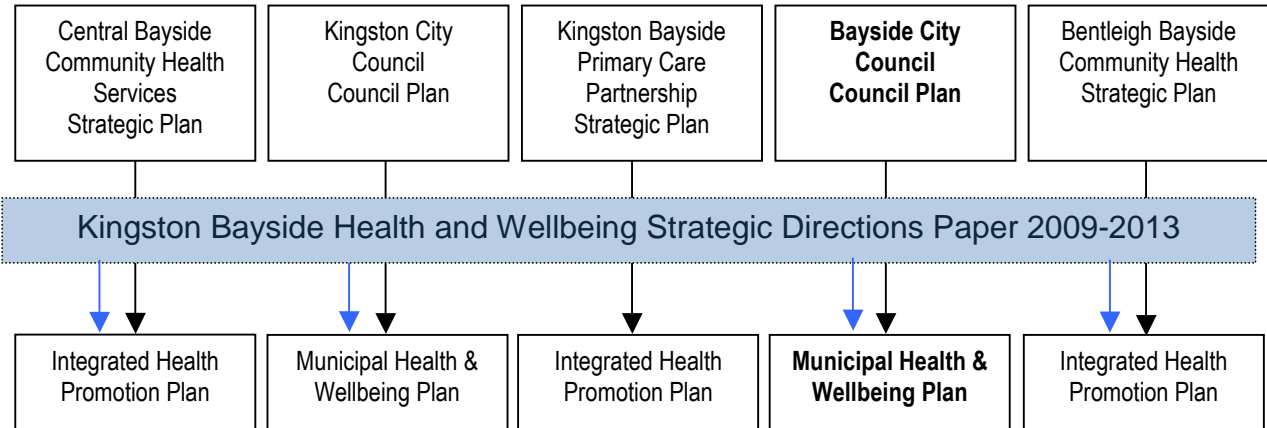 Central Bayside
Community Health
Services
Strategic Plan
Kingston City
Council
Council Plan
Kingston Bayside
Primary Care
Partnership
Strategic Plan
Bayside City
Council
Council Plan
Bentleigh Bayside
Community Health
Strategic Plan
Kingston Bayside Health and Wellbeing Strategic Directions Paper 2009-2013
Integrated Health
Promotion Plan
Municipal Health &
Wellbeing Plan
Integrated Health
Promotion Plan
Municipal Health &
Wellbeing Plan
Integrated Health
Promotion Plan